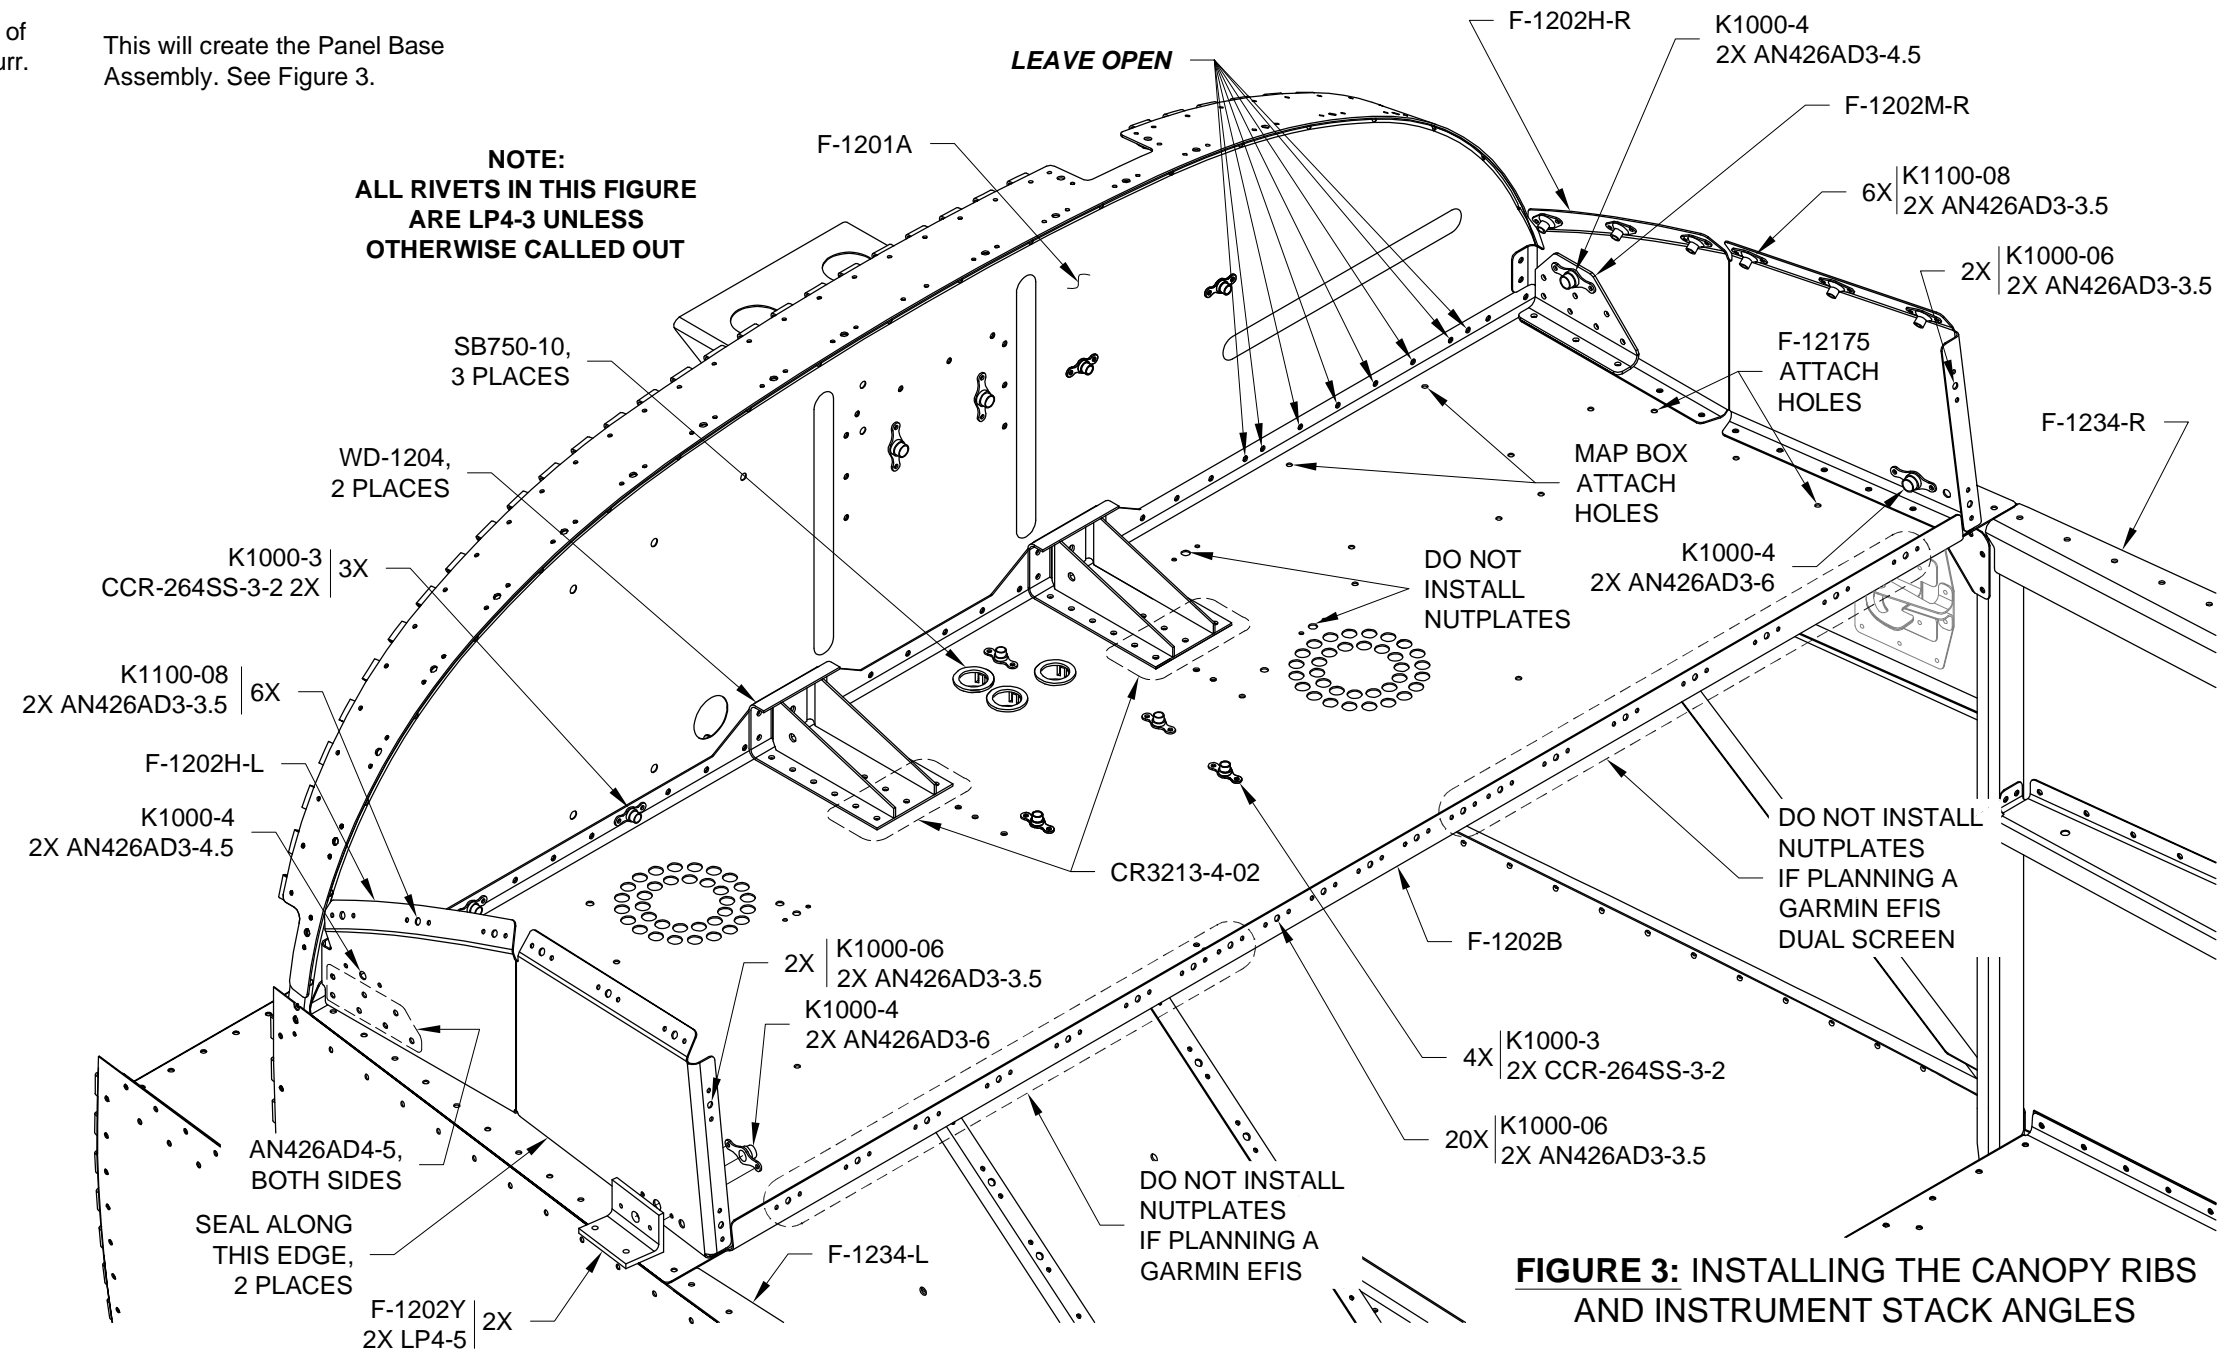 of
urr.
This will create the Panel Base
Assembly. See Figure 3.
NOTE:
ALL RIVETS IN THIS FIGURE
ARE LP4-3 UNLESS
OTHERWISE CALLED OUT
LEAVE OPEN
F-1201A
F-1202H-R
K1000-4
2X AN426AD3-4.5
F-1202M-R
6X K1100-08
2X AN426AD3-3.5
2X K1000-06
2X AN426AD3-3.5
F-12175
ATTACH
HOLES
F-1234-R
SB750-10,
3 PLACES
WD-1204,
2 PLACES
MAP BOX
ATTACH
HOLES
K1000-3
CCR-264SS-3-2 2X
3X
DO NOT
INSTALL
NUTPLATES
K1000-4
2X AN426AD3-6
K1100-08
2X AN426AD3-3.5
6X
F-1202H-L
K1000-4
2X AN426AD3-4.5
CR3213-4-02
DO NOT INSTALL
NUTPLATES
IF PLANNING A
GARMIN EFIS
DUAL SCREEN
F-1202B
2X K1000-06
2X AN426AD3-3.5
K1000-4
2X AN426AD3-6
4X K1000-3
2X CCR-264SS-3-2
20X K1000-06
2X AN426AD3-3.5
AN426AD4-5,
BOTH SIDES
SEAL ALONG
THIS EDGE,
2 PLACES
DO NOT INSTALL
NUTPLATES
IF PLANNING A
GARMIN EFIS
F-1234-L
F-1202Y
2X LP4-5
2X
FIGURE 3: INSTALLING THE CANOPY RIBS
AND INSTRUMENT STACK ANGLES